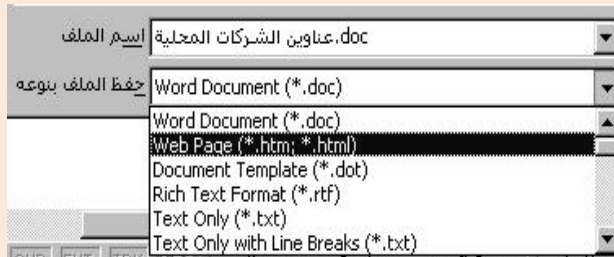 اسم الملف عناوين الشركات المحلية.doc
حفظ الملف بنوعه Word Document (*.doc)
Word Document (*.doc)
Web Page (*.htm; *.html)
Document Template (*.dot)
Rich Text Format (*.rtf)
Text Only (*.txt)
Text Only with Line Breaks (*.txt)